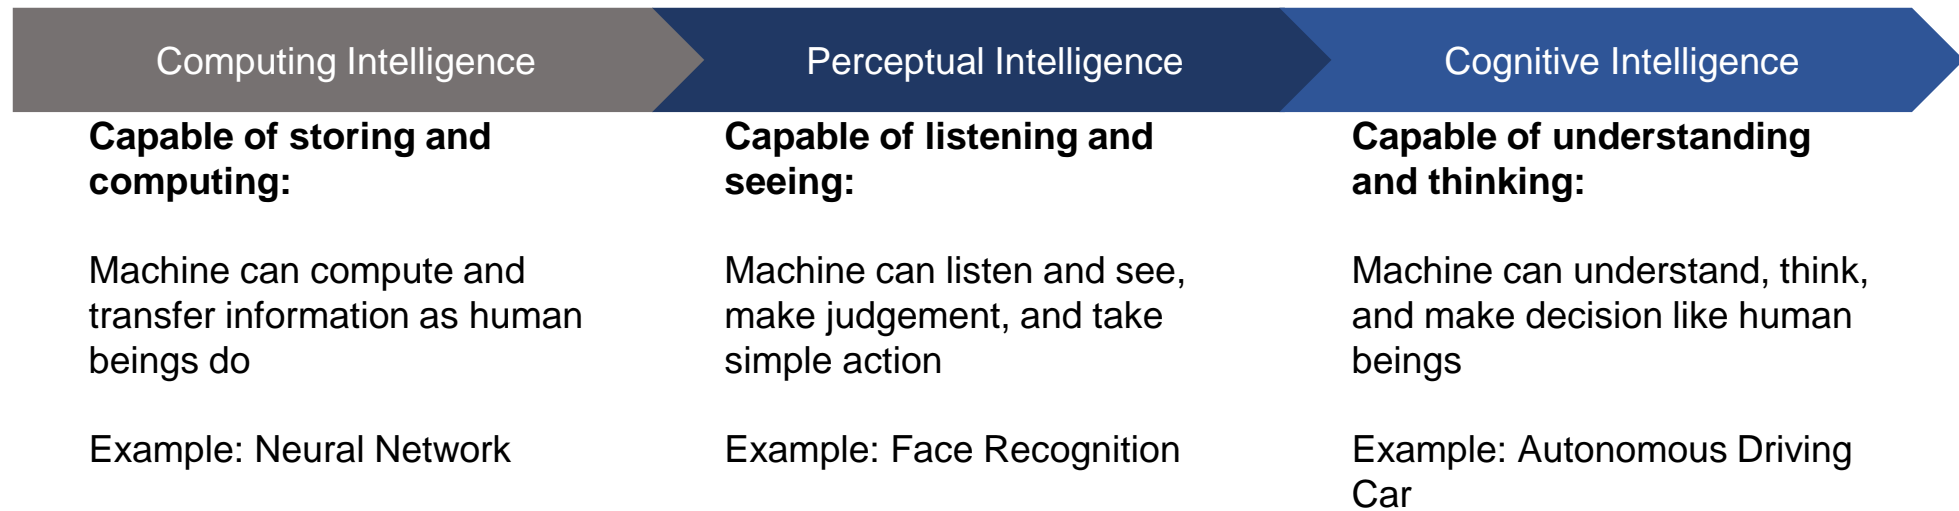 Computing Intelligence
Perceptual Intelligence
Cognitive Intelligence
Capable of storing and
computing:
Machine can compute and
transfer information as human
beings do
Example: Neural Network
Capable of listening and
seeing:
Machine can listen and see,
make judgement, and take
simple action
Example: Face Recognition
Capable of understanding
and thinking:
Machine can understand, think,
and make decision like human
beings
Example: Autonomous Driving
Car